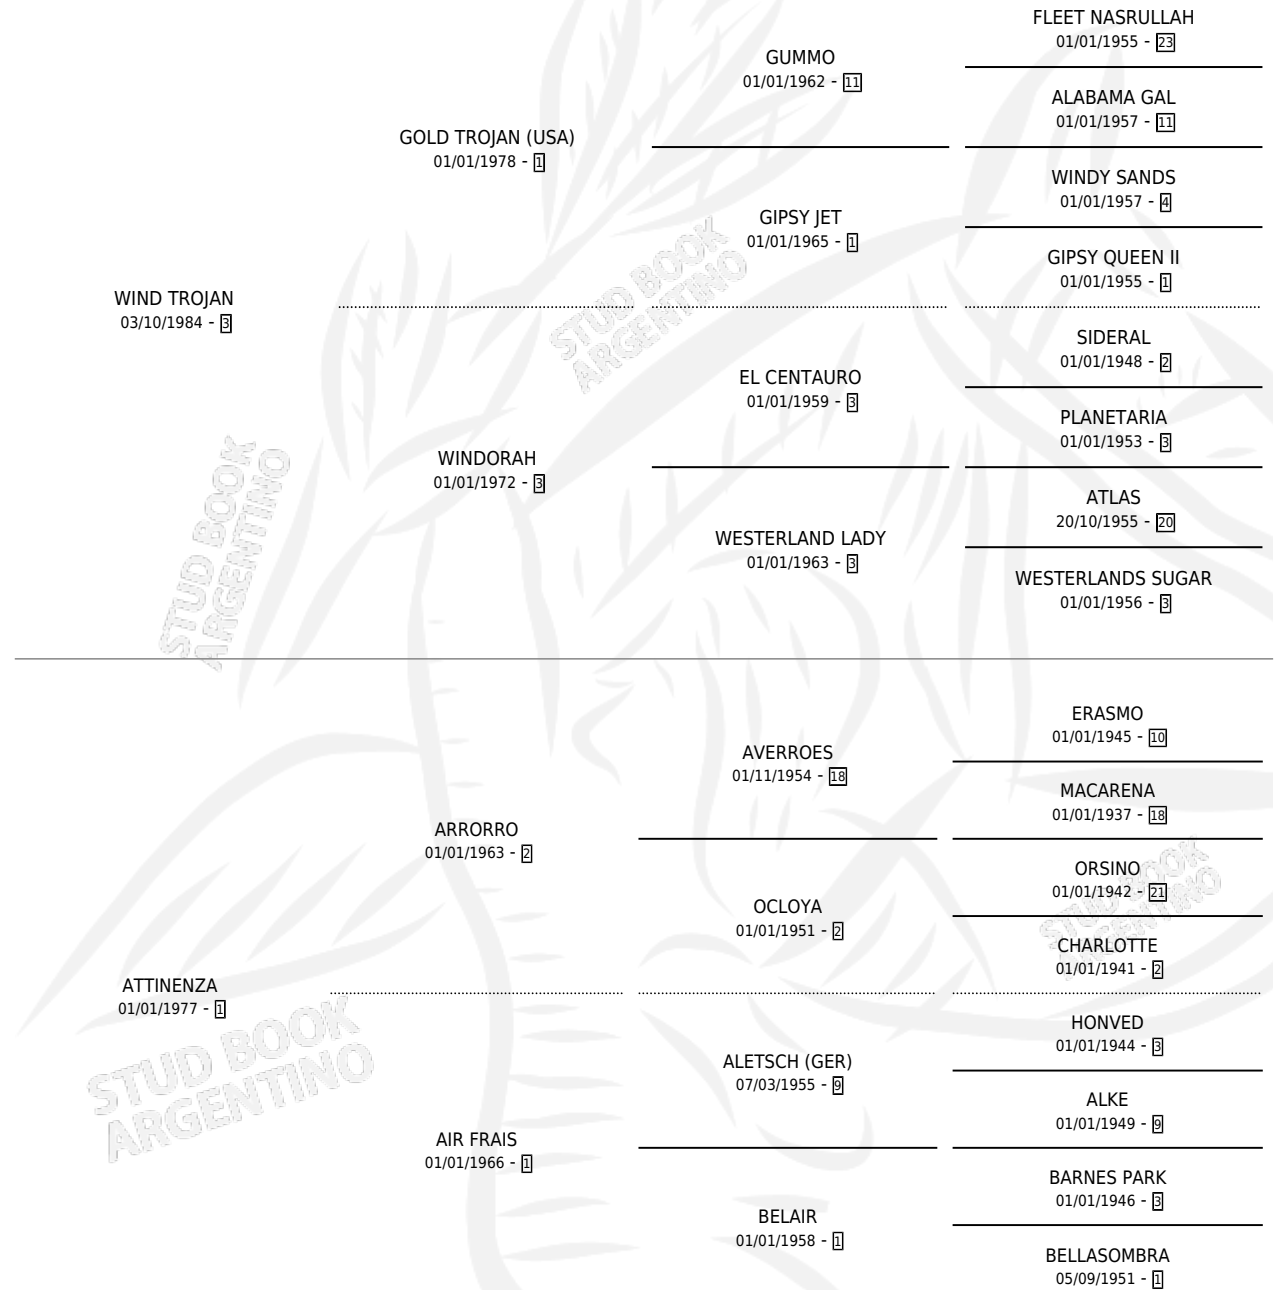 FLEET NASRULLAH
01/01/1955 - 23
GUMMO
01/01/1962 - 11
ALABAMA GAL
01/01/1957 - 11
GOLD TROJAN (USA)
01/01/1978 - 1
WINDY SANDS
01/01/1957 - 4
GIPSY JET
01/01/1965 - 1
GIPSY QUEEN II
01/01/1955 - 1
WIND TROJAN
03/10/1984 - 3
SIDERAL
01/01/1948 - 2
EL CENTAURO
01/01/1959 - 3
PLANETARIA
01/01/1953 - 3
WINDORAH
01/01/1972 - 3
ATLAS
20/10/1955 - 20
WESTERLAND LADY
01/01/1963 - 3
WESTERLANDS SUGAR
01/01/1956 - 3
ERASMO
01/01/1945 - 10
AVERROES
01/11/1954 - 18
MACARENA
01/01/1937 - 18
ARRORRO
01/01/1963 - 2
ORSINO
01/01/1942 - 21
OCLOYA
01/01/1951 - 2
CHARLOTTE
01/01/1941 - 2
ATTINENZA
01/01/1977 - 1
HONVED
01/01/1944 - 3
ALETSCH (GER)
07/03/1955 - 9
ALKE
01/01/1949 - 9
AIR FRAIS
01/01/1966 - 1
BARNES PARK
01/01/1946 - 3
BELAIR
01/01/1958 - 1
BELLASOMBRA
05/09/1951 - 1
STUD BOOK
ARGENTINO
STUD BOOK
ARGENTINO
STUD BOOK
ARGENTINO
STUD BOOK
ARGENTINO